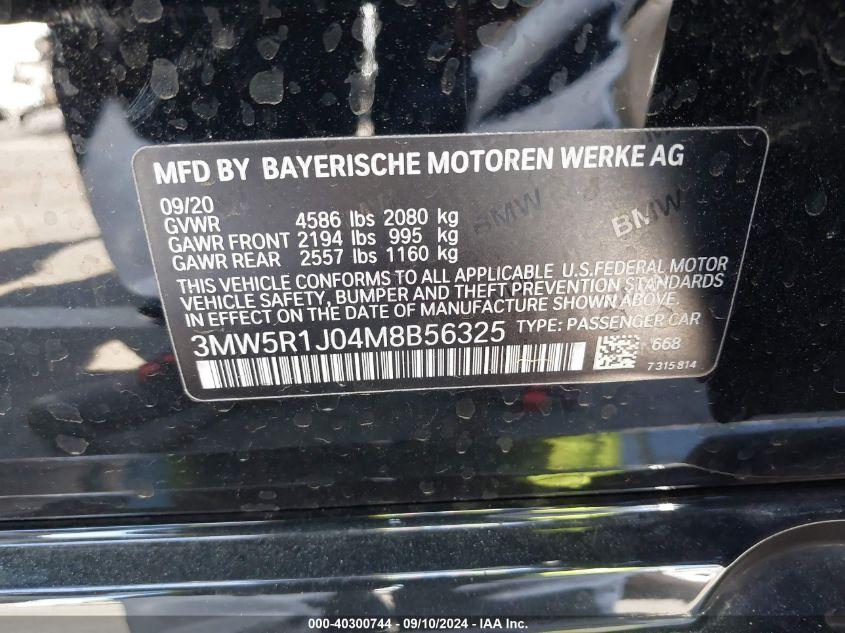 MFD BY BAYERISCHE MOTOREN WERKE AG
09/20
GVWR 4586 lbs 2080 kg
GAWR FRONT 2194 lbs 995 kg
GAWR REAR 2557 lbs 1160 kg
THIS VEHICLE CONFORMS TO ALL APPLICABLE U.S.FEDERAL MOTOR
VEHICLE SAFETY, BUMPER AND THEFT PREVENTION STANDARDS
IN EFFECT ON THE DATE OF MANUFACTURE SHOWN ABOVE.
3MW5R1J04M8B56325 TYPE: PASSENGER CAR
668
7315814
BMW
BMW
000-40300744 - 09/10/2024 - IAA Inc.